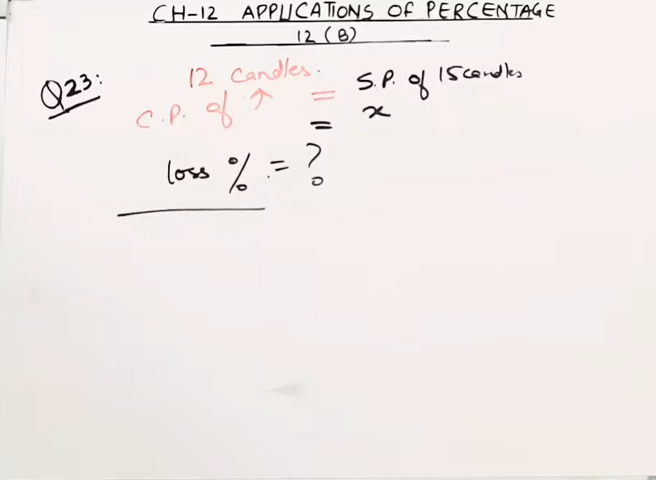 CH-12 APPLICATIONS OF PERCENTAGE
12 (B)
Q23:
12 Candles.
C.P. of ↑ = S.P. of 15 candles
= x
loss % = ?